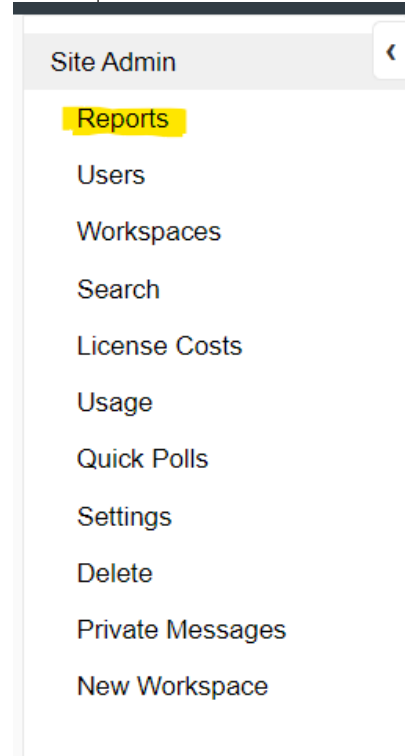 Site Admin
Reports
Users
Workspaces
Search
License Costs
Usage
Quick Polls
Settings
Delete
Private Messages
New Workspace